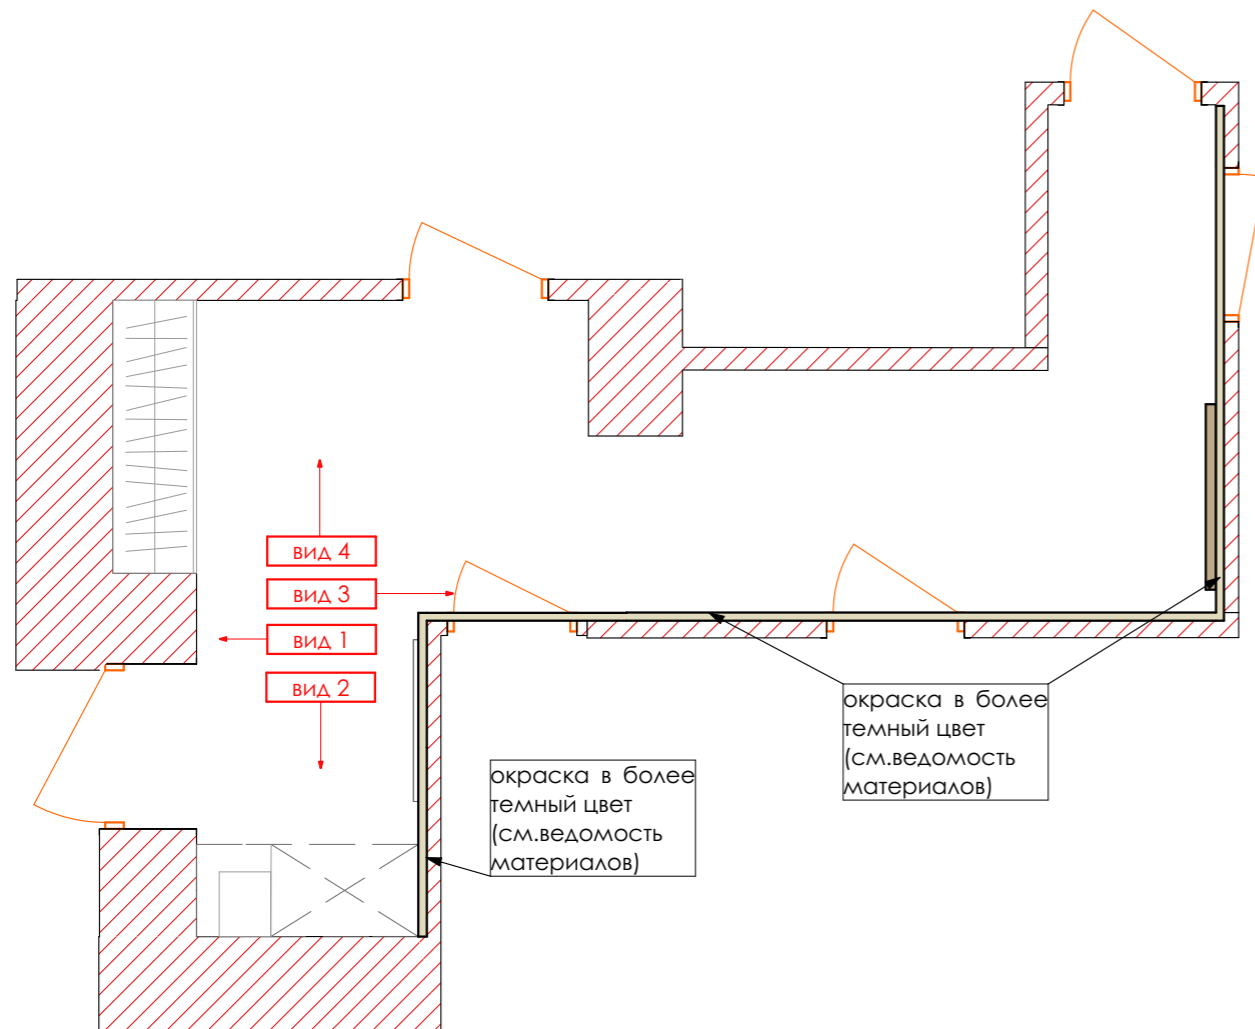 вид 4
вид 3
вид 1
вид 2
окраска в более
темный цвет
(см.ведомость
материалов)
окраска в более
темный цвет
(см.ведомость
материалов)